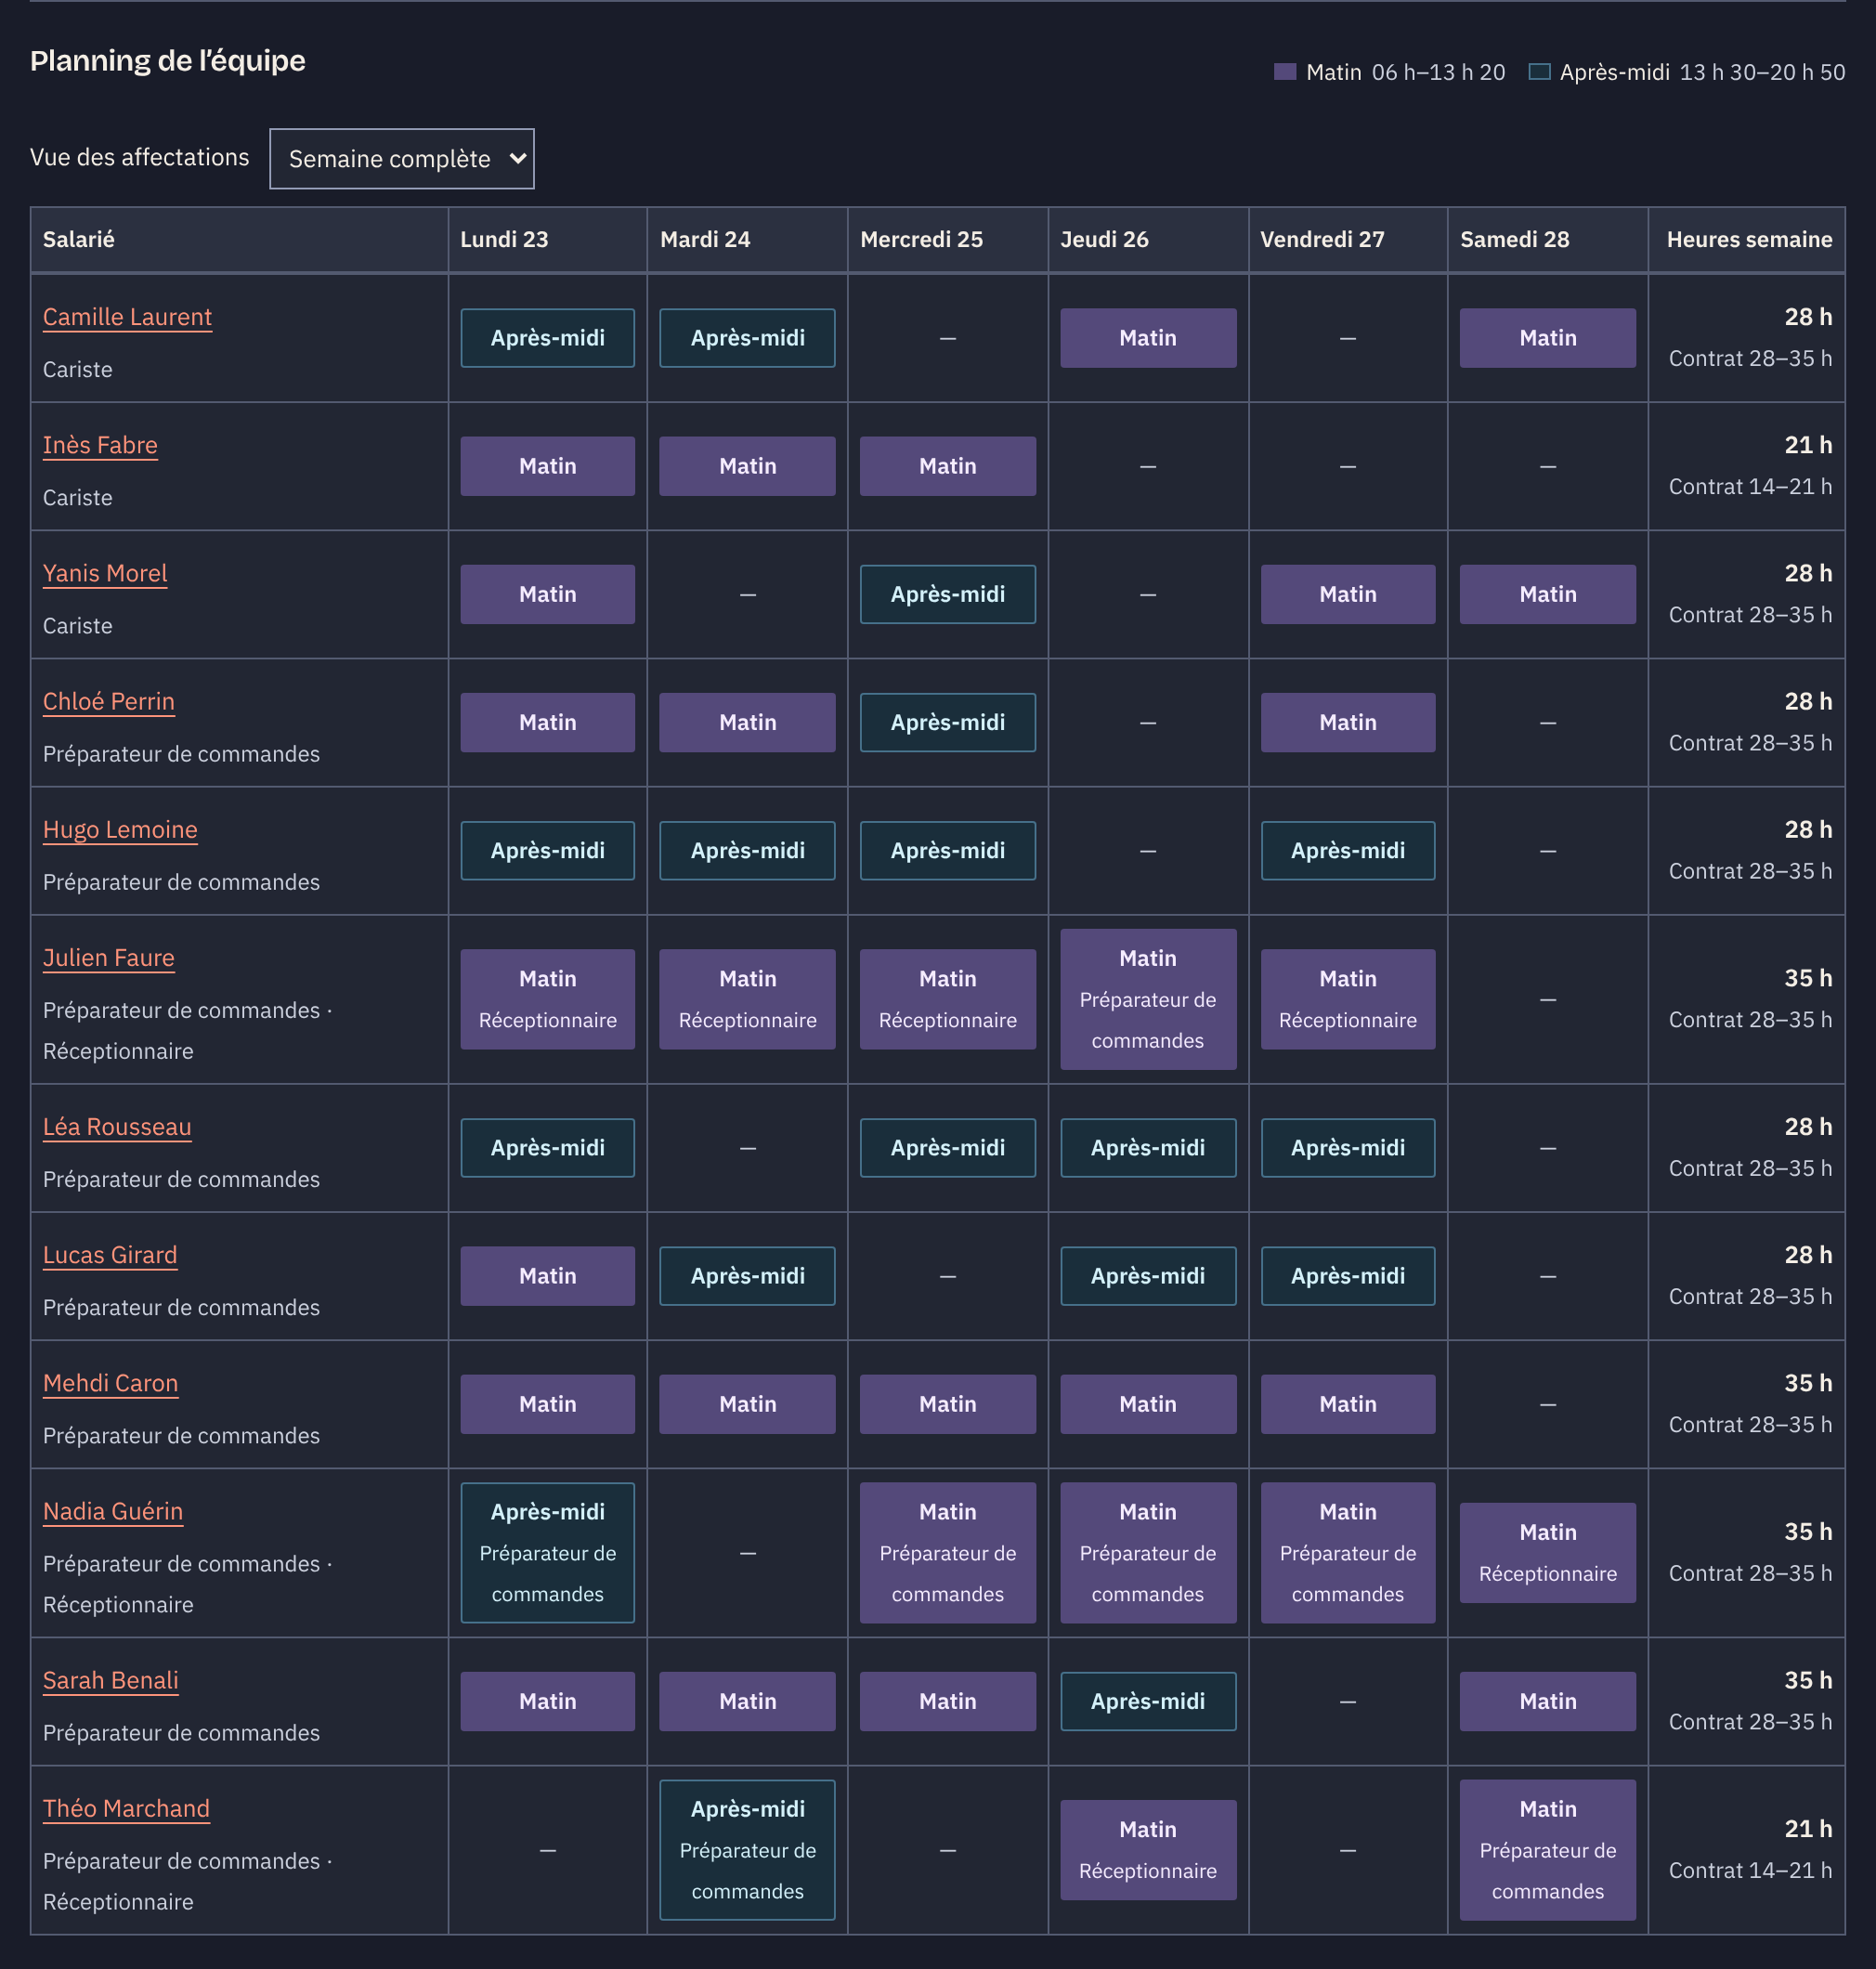 Planning de l’équipe
Matin 06 h–13 h 20 Après-midi 13 h 30–20 h 50
Vue des affectations Semaine complète
Salarié Lundi 23 Mardi 24 Mercredi 25 Jeudi 26 Vendredi 27 Samedi 28 Heures semaine
Camille Laurent
Cariste
Après-midi Après-midi — Matin — Matin
28 h
Contrat 28–35 h
Inès Fabre
Cariste
Matin Matin Matin — — —
21 h
Contrat 14–21 h
Yanis Morel
Cariste
Matin — Après-midi — Matin Matin
28 h
Contrat 28–35 h
Chloé Perrin
Préparateur de commandes
Matin Matin Après-midi — Matin —
28 h
Contrat 28–35 h
Hugo Lemoine
Préparateur de commandes
Après-midi Après-midi Après-midi — Après-midi —
28 h
Contrat 28–35 h
Julien Faure
Préparateur de commandes ·
Réceptionnaire
Matin
Réceptionnaire
Matin
Réceptionnaire
Matin
Réceptionnaire
Matin
Préparateur de
commandes
Matin
Réceptionnaire
—
35 h
Contrat 28–35 h
Léa Rousseau
Préparateur de commandes
Après-midi — Après-midi Après-midi Après-midi —
28 h
Contrat 28–35 h
Lucas Girard
Préparateur de commandes
Matin Après-midi — Après-midi Après-midi —
28 h
Contrat 28–35 h
Mehdi Caron
Préparateur de commandes
Matin Matin Matin Matin Matin —
35 h
Contrat 28–35 h
Nadia Guérin
Préparateur de commandes ·
Réceptionnaire
Après-midi
Préparateur de
commandes
—
Matin
Préparateur de
commandes
Matin
Préparateur de
commandes
Matin
Préparateur de
commandes
Matin
Réceptionnaire
35 h
Contrat 28–35 h
Sarah Benali
Préparateur de commandes
Matin Matin Matin Après-midi — Matin
35 h
Contrat 28–35 h
Théo Marchand
Préparateur de commandes ·
Réceptionnaire
—
Après-midi
Préparateur de
commandes
—
Matin
Réceptionnaire
—
Matin
Préparateur de
commandes
21 h
Contrat 14–21 h